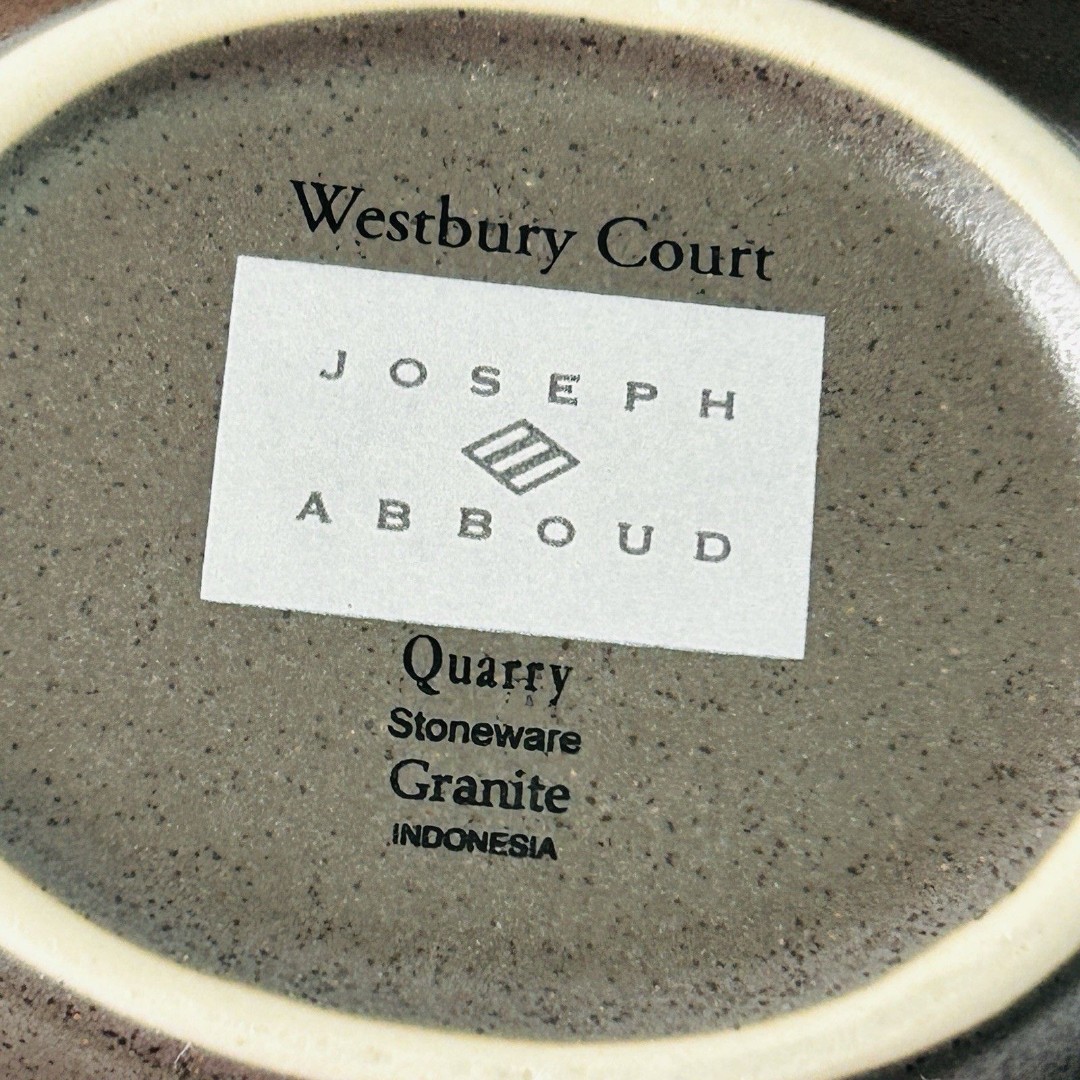 Westbury Court
JOSEPH
ABBOUD
Quarry
Stoneware
Granite
INDONESIA